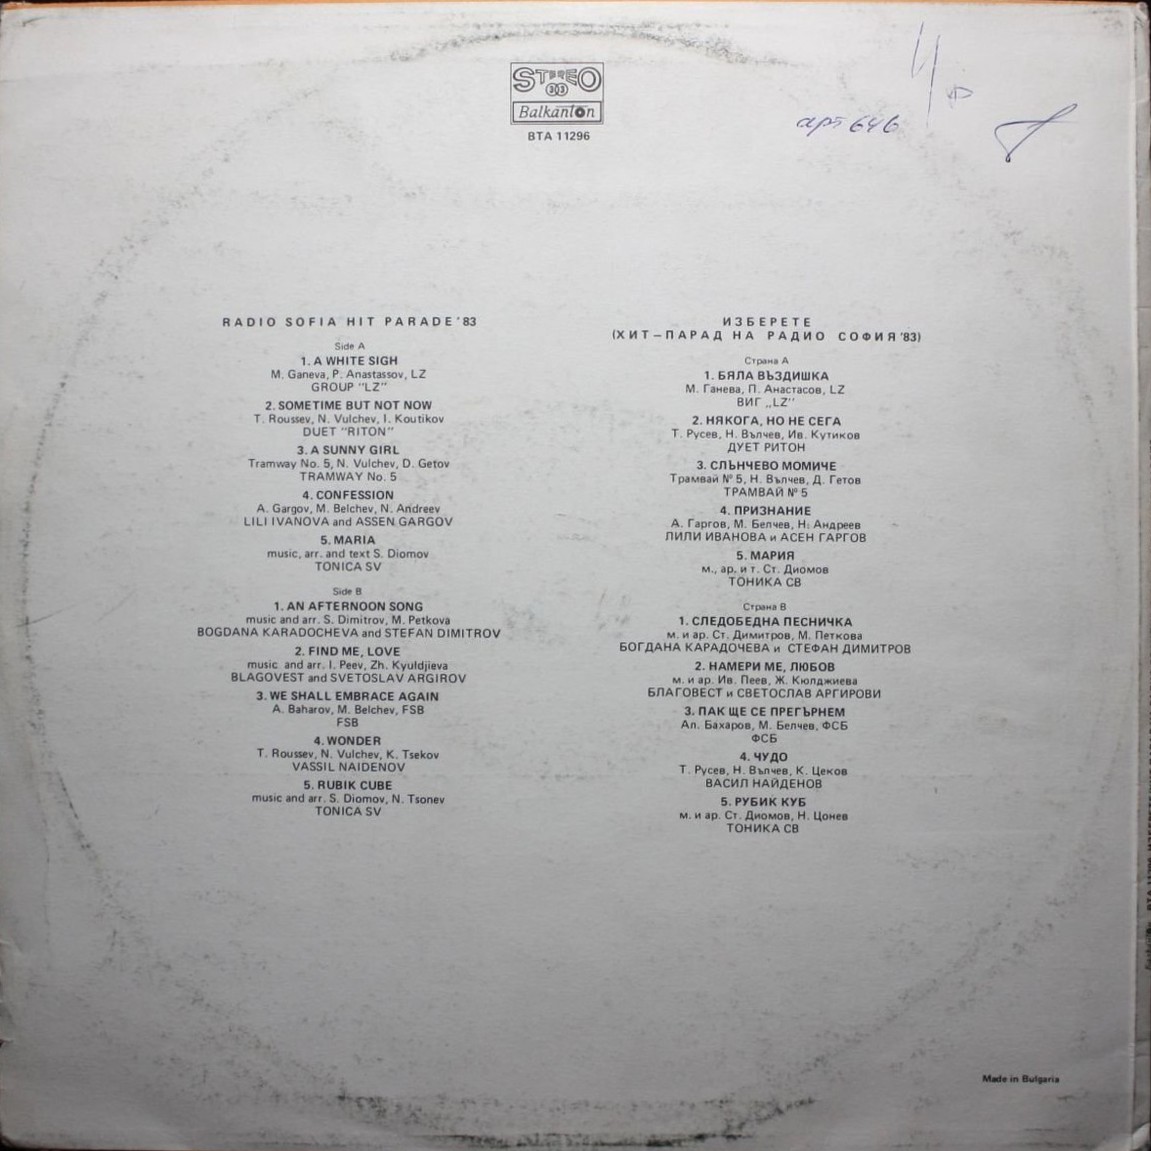 STEREO
33
Balkanton
BTA 11296
арт 646
RADIO SOFIA HIT PARADE '83
Side A
1. A WHITE SIGH
M. Ganeva, P. Anastassov, LZ
GROUP "LZ"
2. SOMETIME BUT NOT NOW
T. Roussev, N. Vulchev, I. Koutikov
DUET "RITON"
3. A SUNNY GIRL
Tramway No. 5, N. Vulchev, D. Getov
TRAMWAY No. 5
4. CONFESSION
A. Gargov, M. Belchev, N. Andreev
LILI IVANOVA and ASSEN GARGOV
5. MARIA
music, arr. and text S. Diomov
TONICA SV
Side B
1. AN AFTERNOON SONG
music and arr. S. Dimitrov, M. Petkova
BOGDANA KARADOCHEVA and STEFAN DIMITROV
2. FIND ME, LOVE
music and arr. I. Peev, Zh. Kyuldjieva
BLAGOVEST and SVETOSLAV ARGIROV
3. WE SHALL EMBRACE AGAIN
A. Baharov, M. Belchev, FSB
FSB
4. WONDER
T. Roussev, N. Vulchev, K. Tsekov
VASSIL NAIDENOV
5. RUBIK CUBE
music and arr. S. Diomov, N. Tsonev
TONICA SV
ИЗБЕРЕТЕ
(ХИТ – ПАРАД НА РАДИО СОФИЯ '83)
Страна А
1. БЯЛА ВЪЗДИШКА
М. Ганева, П. Анастасов, LZ
ВИГ „LZ"
2. НЯКОГА, НО НЕ СЕГА
Т. Русев, Н. Вълчев, Ив. Кутиков
ДУЕТ РИТОН
3. СЛЪНЧЕВО МОМИЧЕ
Трамвай № 5, Н. Вълчев, Д. Гетов
ТРАМВАЙ № 5
4. ПРИЗНАНИЕ
А. Гаргов, М. Белчев, Н. Андреев
ЛИЛИ ИВАНОВА и АСЕН ГАРГОВ
5. МАРИЯ
м., ар. и т. Ст. Диомов
ТОНИКА СВ
Страна В
1. СЛЕДОБЕДНА ПЕСНИЧКА
м. и ар. Ст. Димитров, М. Петкова
БОГДАНА КАРАДОЧЕВА и СТЕФАН ДИМИТРОВ
2. НАМЕРИ МЕ, ЛЮБОВ
м. и ар. Ив. Пеев, Ж. Кюлджиева
БЛАГОВЕСТ и СВЕТОСЛАВ АРГИРОВИ
3. ПАК ЩЕ СЕ ПРЕГЪРНЕМ
Ал. Бахаров, М. Белчев, ФСБ
ФСБ
4. ЧУДО
Т. Русев, Н. Вълчев, К. Цеков
ВАСИЛ НАЙДЕНОВ
5. РУБИК КУБ
м. и ар. Ст. Диомов, Н. Цонев
ТОНИКА СВ
Made in Bulgaria